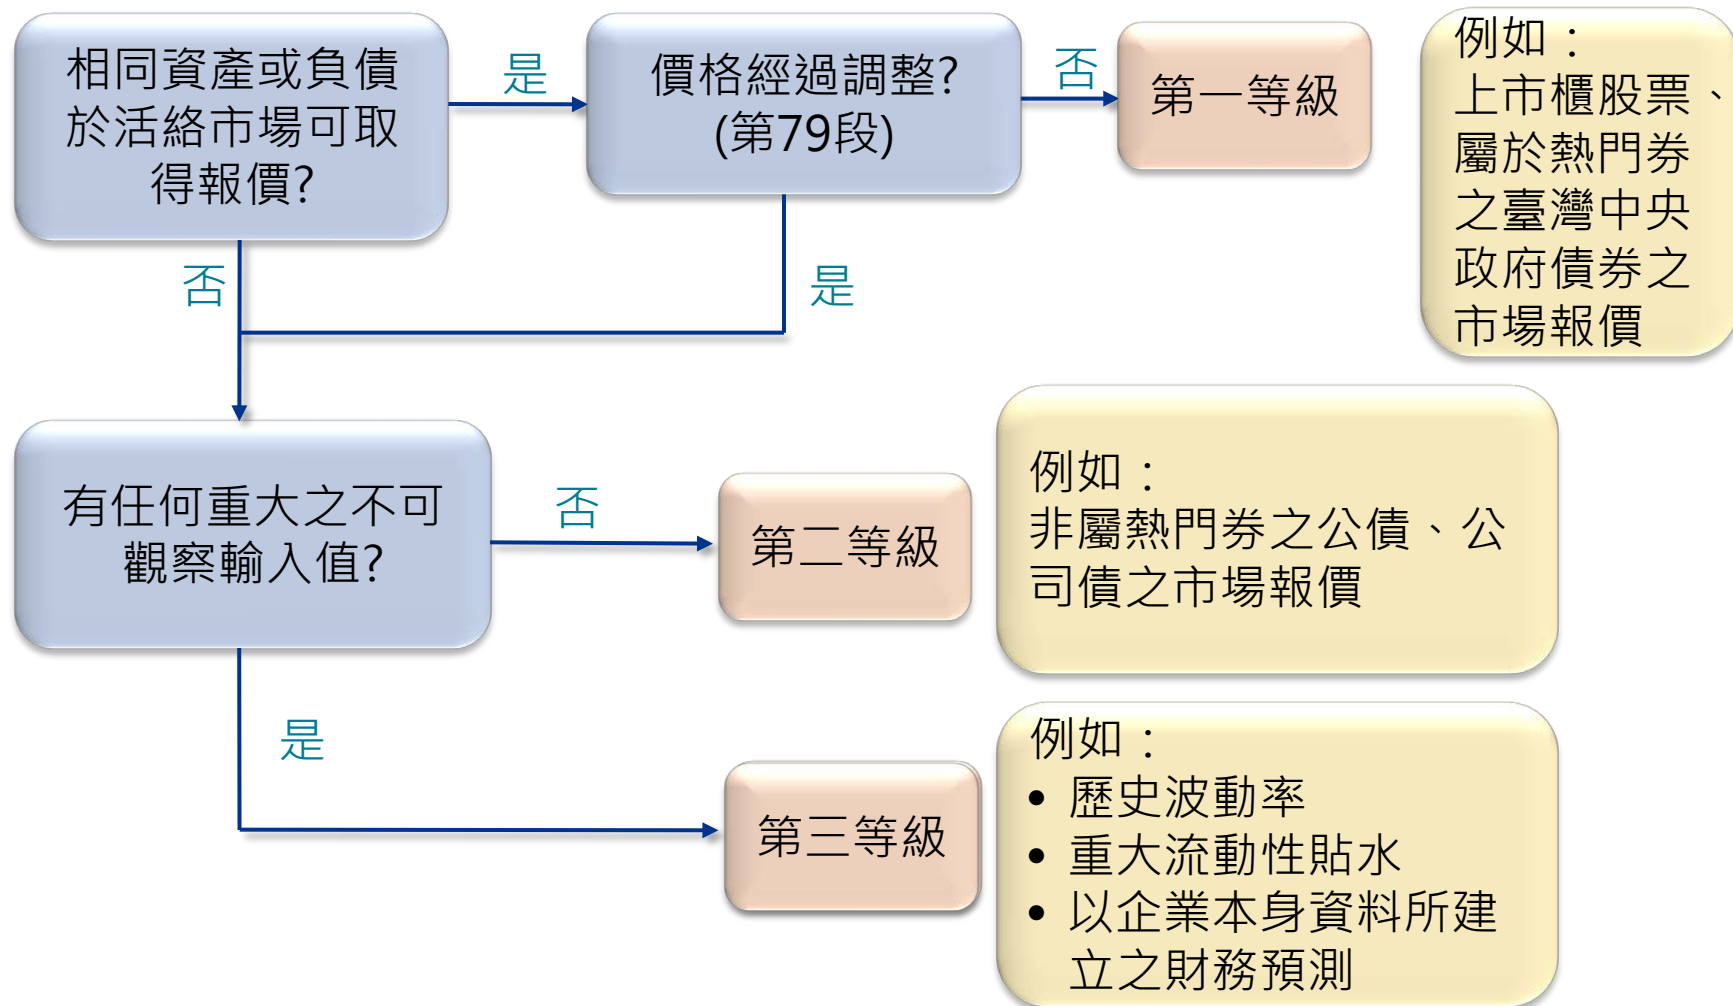 相同資產或負債
於活絡市場可取
得報價?
是
價格經過調整?
(第79段)
否
第一等級
例如：
上市櫃股票、
屬於熱門券
之臺灣中央
政府債券之
市場報價
否
是
有任何重大之不可
觀察輸入值?
否
第二等級
例如：
非屬熱門券之公債、公
司債之市場報價
是
第三等級
例如：
• 歷史波動率
• 重大流動性貼水
• 以企業本身資料所建
立之財務預測